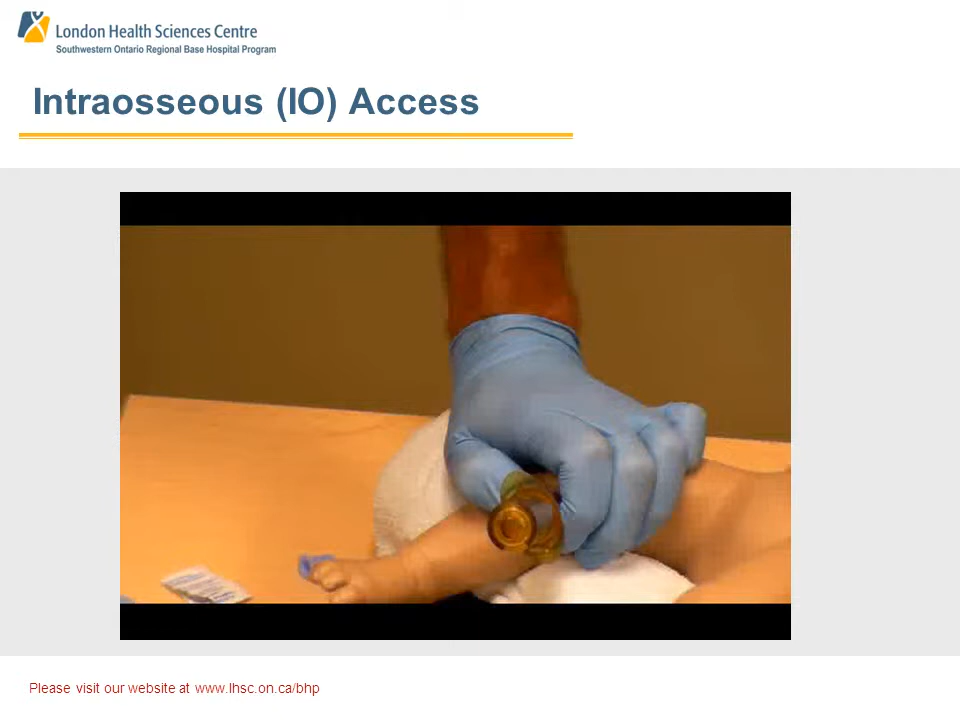 London Health Sciences Centre
Southwestern Ontario Regional Base Hospital Program
Intraosseous (IO) Access
Please visit our website at www.lhsc.on.ca/bhp